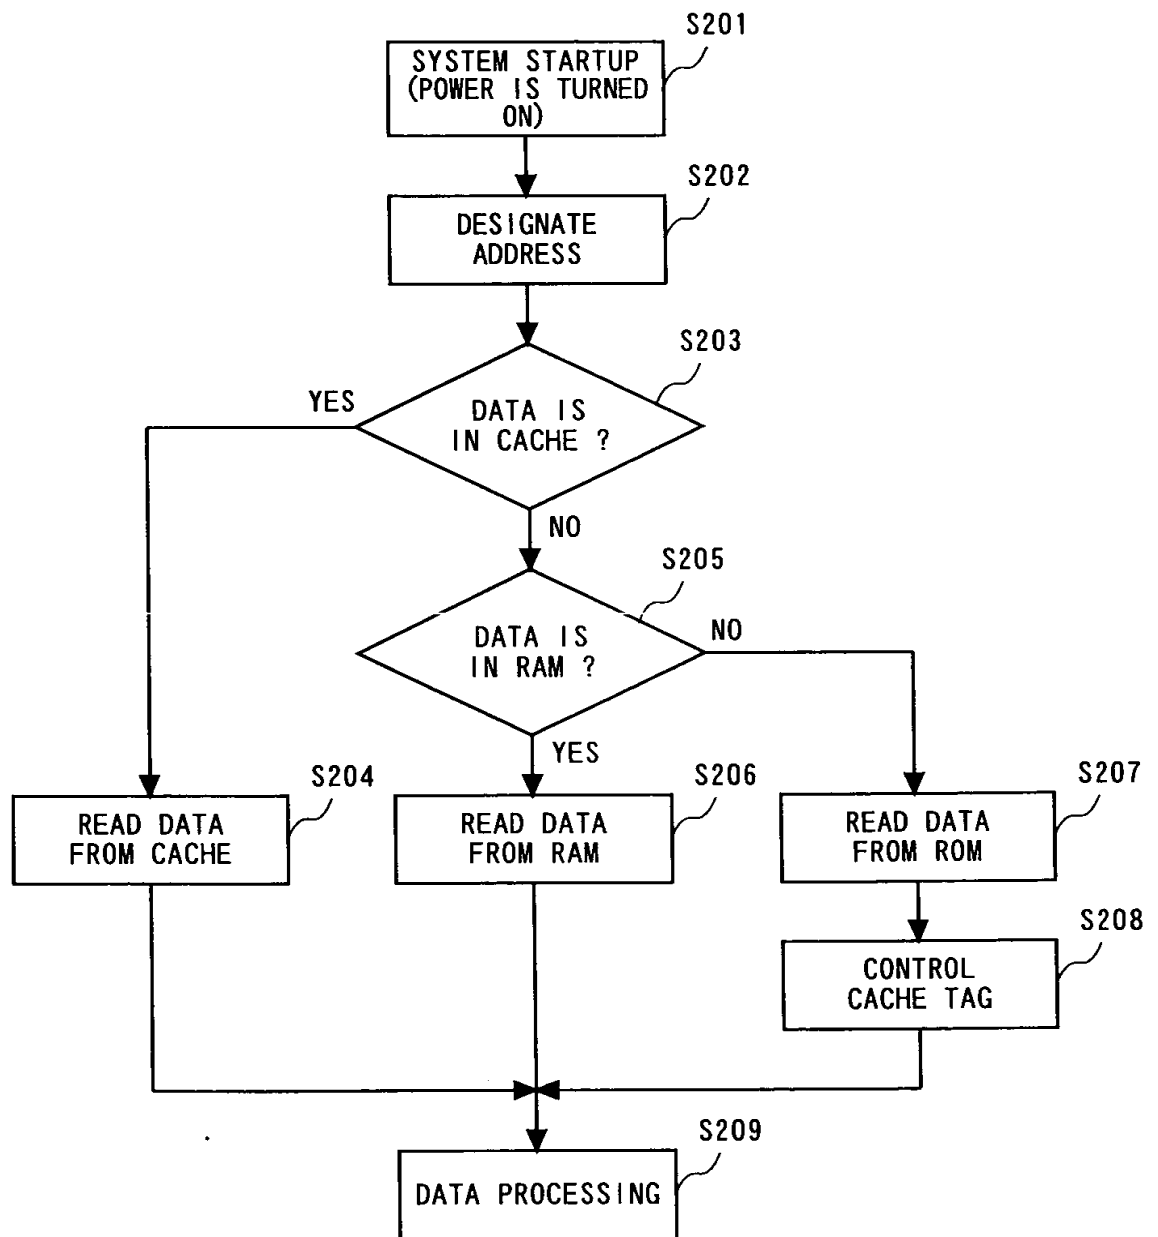 S201
SYSTEM STARTUP
(POWER IS TURNED
ON)
S202
DESIGNATE
ADDRESS
S203
YES
DATA IS
IN CACHE ?
NO
S205
DATA IS
IN RAM ?
NO
YES
S204
READ DATA
FROM CACHE
S206
READ DATA
FROM RAM
S207
READ DATA
FROM ROM
S208
CONTROL
CACHE TAG
S209
DATA PROCESSING